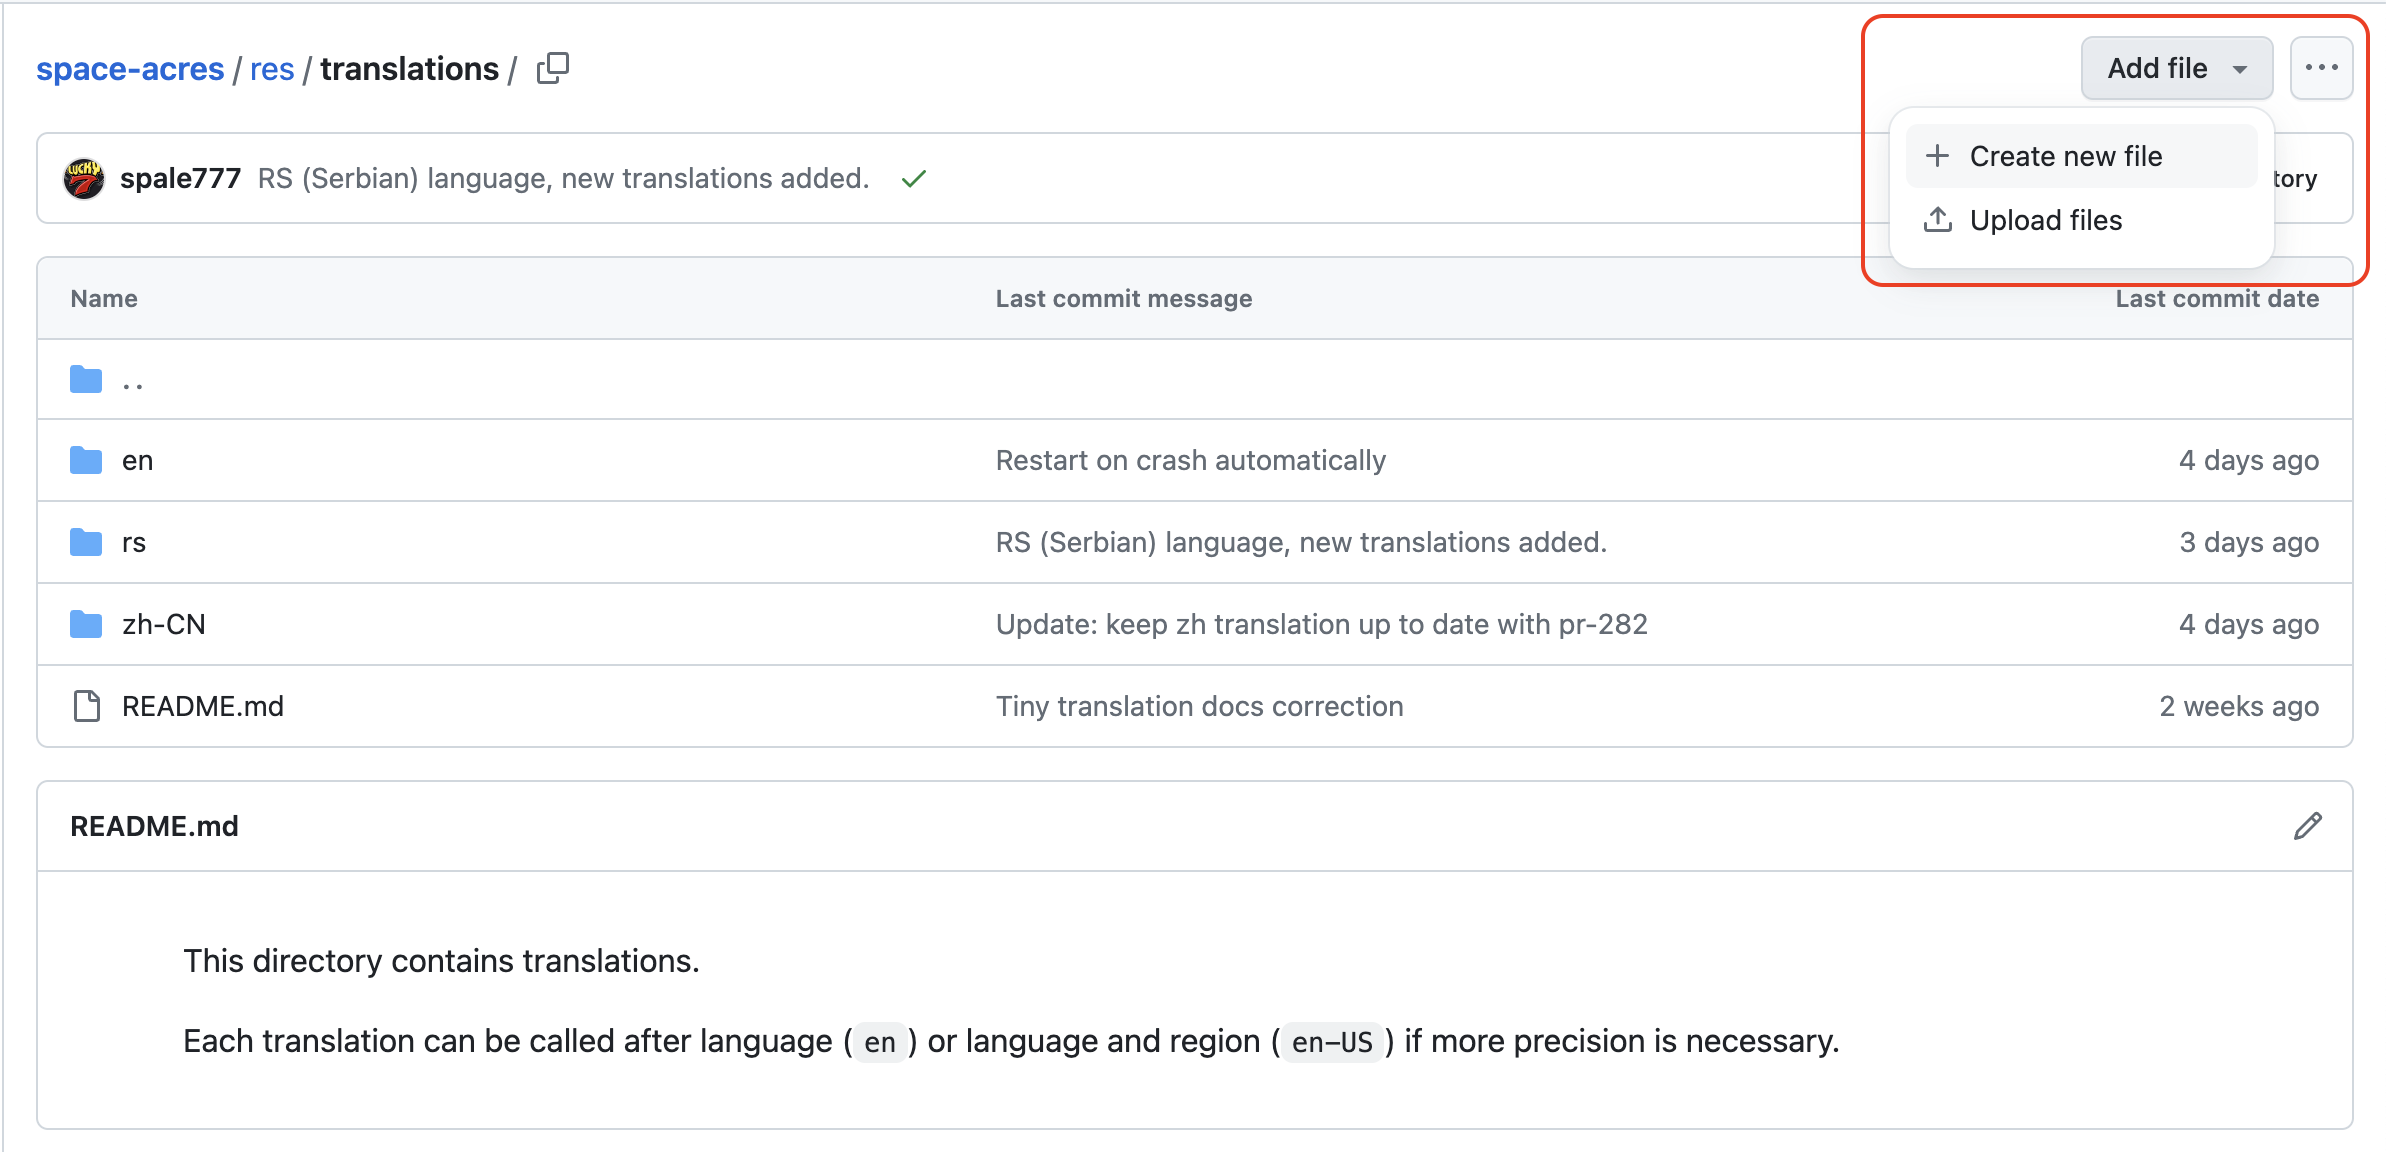 space-acres / res / translations /
Add file
...
Create new file
Upload files
LUCKY
7
spale777 RS (Serbian) language, new translations added.
tory
Name Last commit message Last commit date
..
en Restart on crash automatically 4 days ago
rs RS (Serbian) language, new translations added. 3 days ago
zh-CN Update: keep zh translation up to date with pr-282 4 days ago
README.md Tiny translation docs correction 2 weeks ago
README.md
This directory contains translations.
Each translation can be called after language (en) or language and region (en-US) if more precision is necessary.